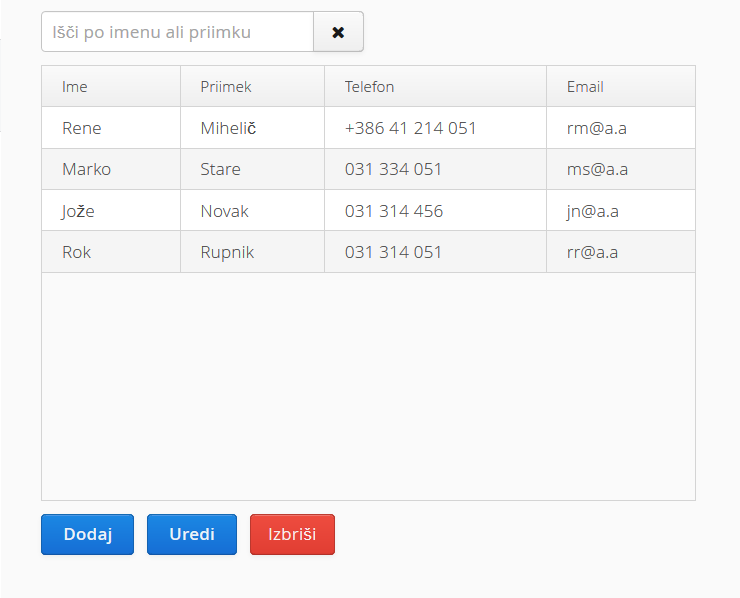 Išči po imenu ali priimku
Ime Priimek Telefon Email
Rene Mihelič +386 41 214 051 rm@a.a
Marko Stare 031 334 051 ms@a.a
Jože Novak 031 314 456 jn@a.a
Rok Rupnik 031 314 051 rr@a.a
Dodaj Uredi Izbriši